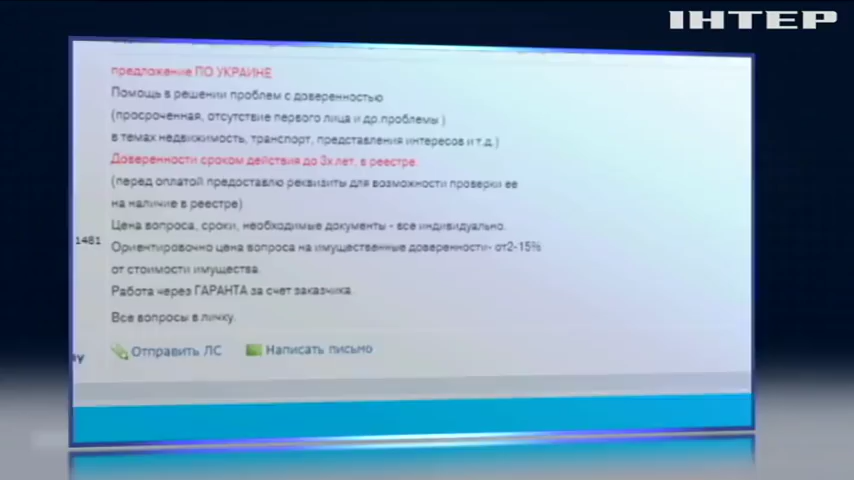 ІНТЕР
предложение ПО УКРАИНЕ
Помощь в решении проблем с доверенностью
(просроченная, отсутствие первого лица и др.проблемы )
в темах недвижимость, транспорт, представления интересов и т.д.)
Доверенности сроком действия до 3х лет, в реестре.
(перед оплатой предоставлю реквизиты для возможности проверки ее
на наличие в реестре)
Цена вопроса, сроки, необходимые документы - все индивидуально.
1481
Ориентировочно цена вопроса на имущественные доверенности- от2-15%
от стоимости имущества.
Работа через ГАРАНТА за счет заказчика.
Все вопросы в личку.
Отправить ЛС Написать письмо